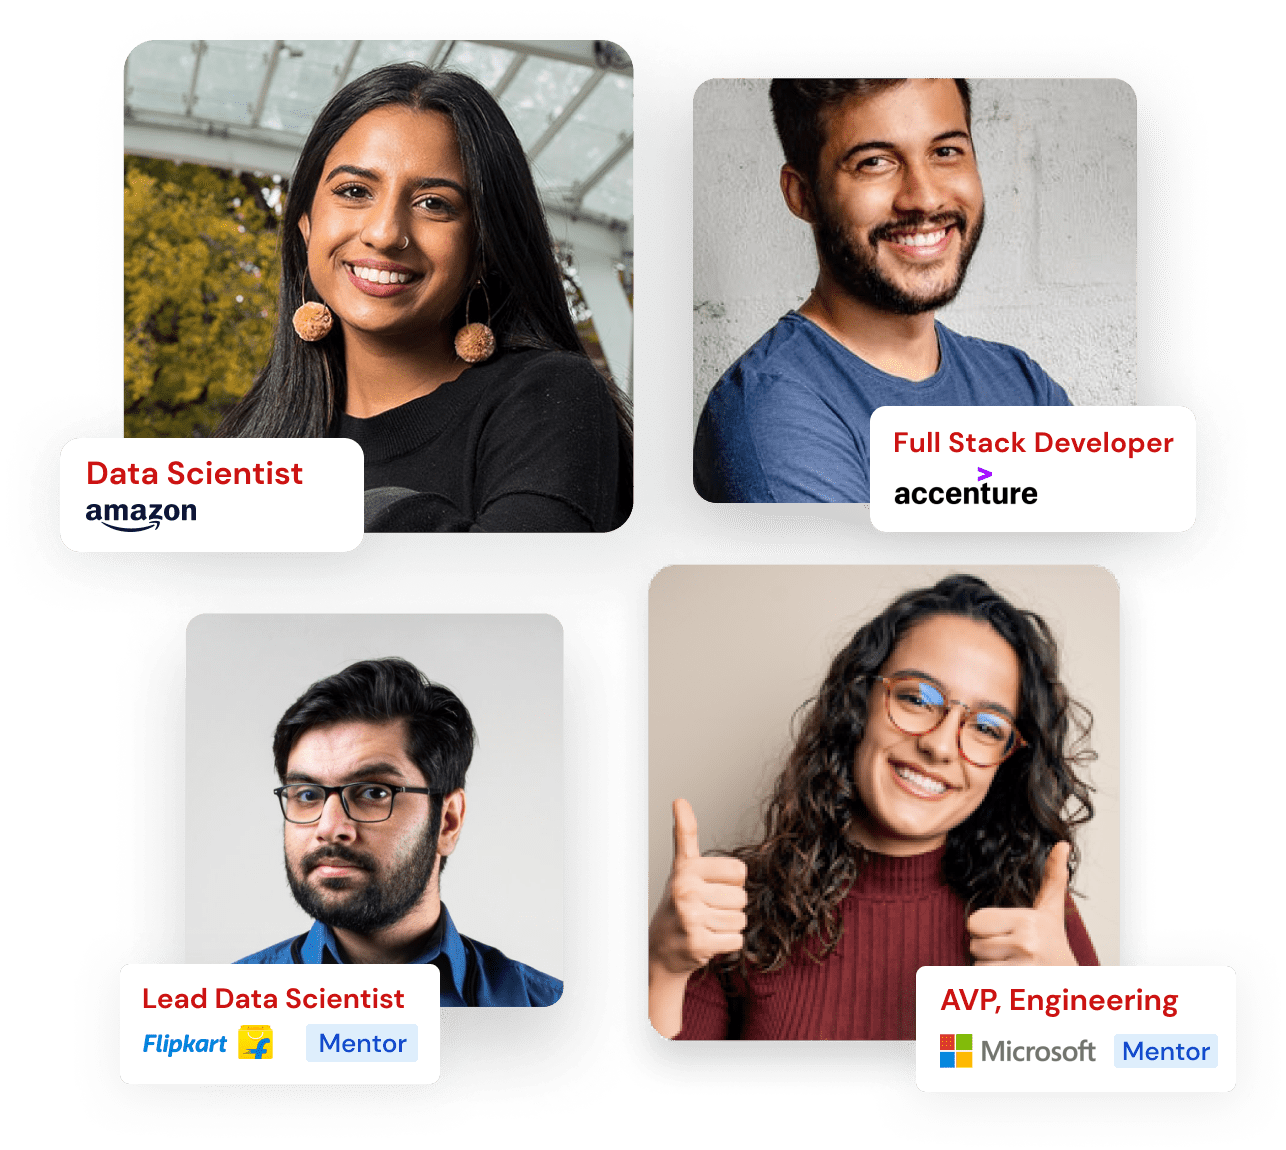 Data Scientist
amazon
Full Stack Developer
accenture
Lead Data Scientist
Flipkart
Mentor
AVP, Engineering
Microsoft
Mentor